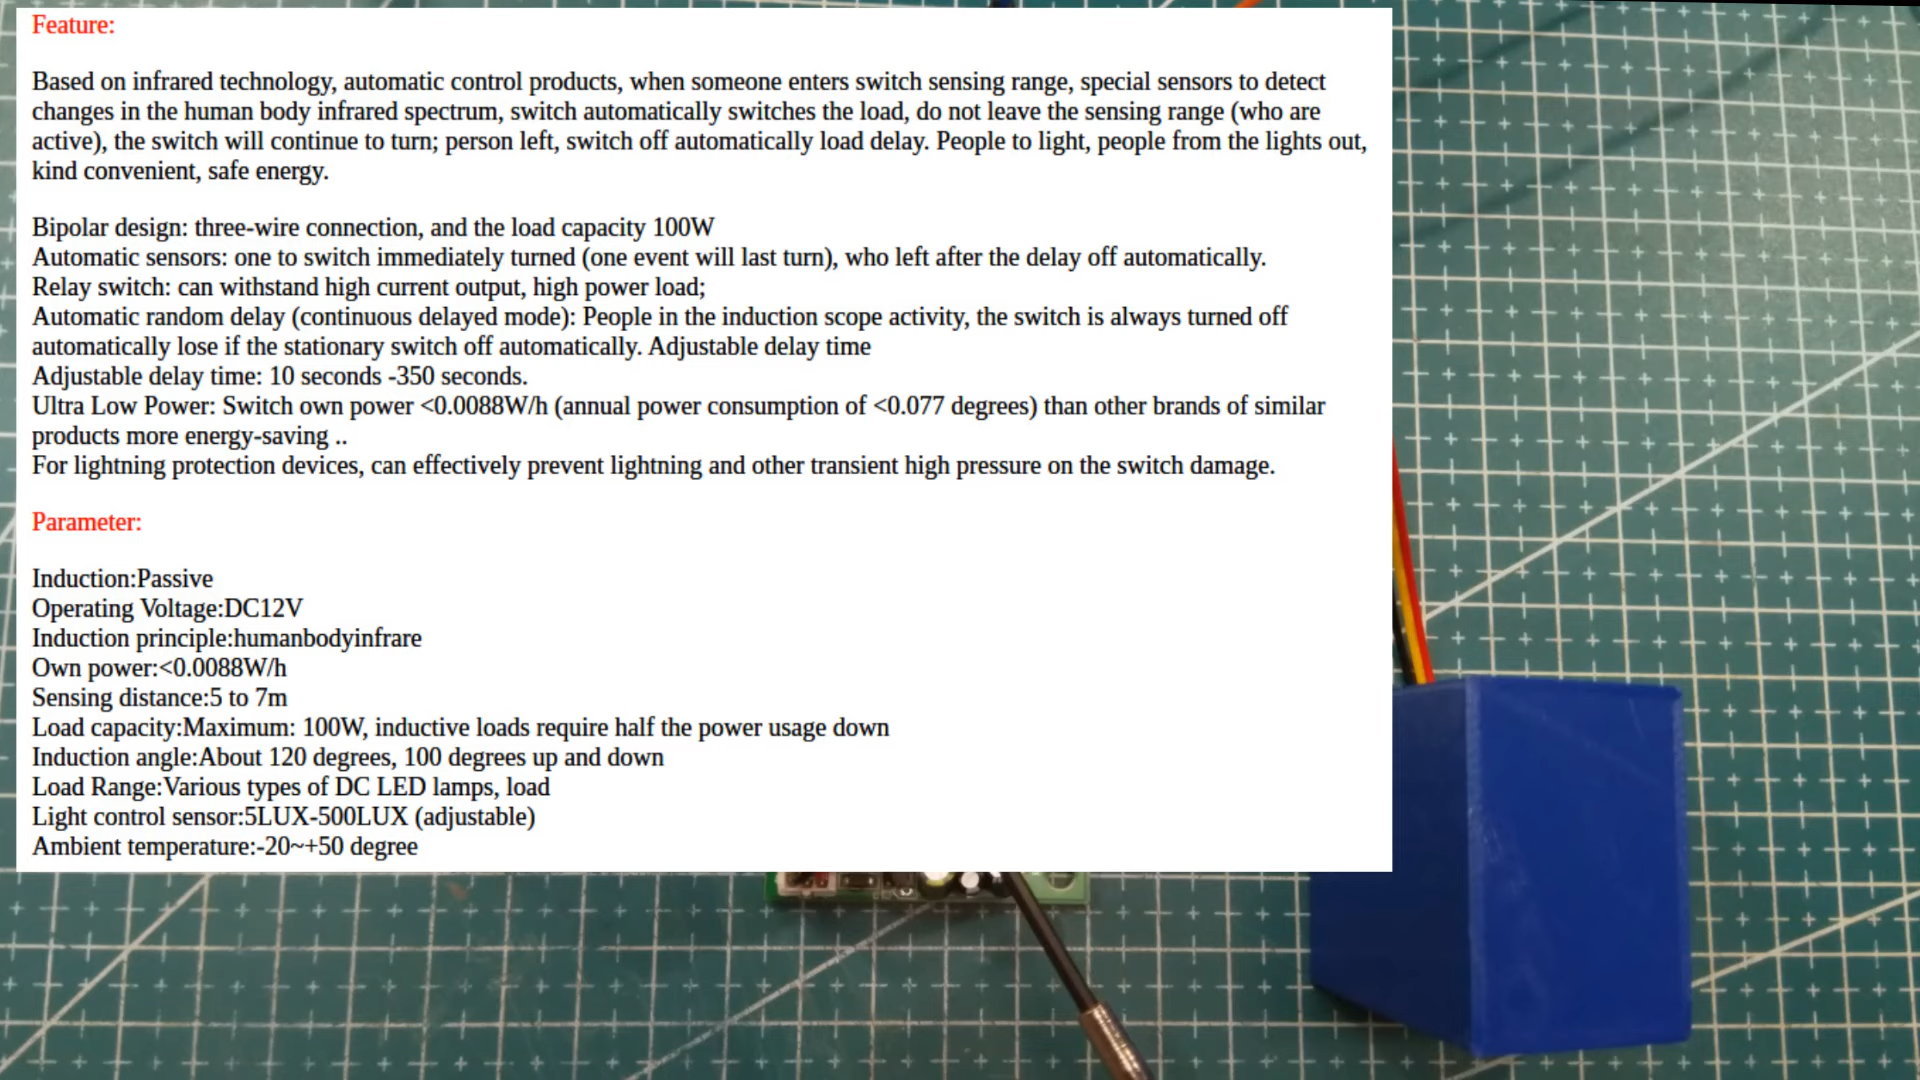 Feature:
Based on infrared technology, automatic control products, when someone enters switch sensing range, special sensors to detect
changes in the human body infrared spectrum, switch automatically switches the load, do not leave the sensing range (who are
active), the switch will continue to turn; person left, switch off automatically load delay. People to light, people from the lights out,
kind convenient, safe energy.
Bipolar design: three-wire connection, and the load capacity 100W
Automatic sensors: one to switch immediately turned (one event will last turn), who left after the delay off automatically.
Relay switch: can withstand high current output, high power load;
Automatic random delay (continuous delayed mode): People in the induction scope activity, the switch is always turned off
automatically lose if the stationary switch off automatically. Adjustable delay time
Adjustable delay time: 10 seconds -350 seconds.
Ultra Low Power: Switch own power <0.0088W/h (annual power consumption of <0.077 degrees) than other brands of similar
products more energy-saving ..
For lightning protection devices, can effectively prevent lightning and other transient high pressure on the switch damage.
Parameter:
Induction:Passive
Operating Voltage:DC12V
Induction principle:humanbodyinfrare
Own power:<0.0088W/h
Sensing distance:5 to 7m
Load capacity:Maximum: 100W, inductive loads require half the power usage down
Induction angle:About 120 degrees, 100 degrees up and down
Load Range:Various types of DC LED lamps, load
Light control sensor:5LUX-500LUX (adjustable)
Ambient temperature:-20~+50 degree